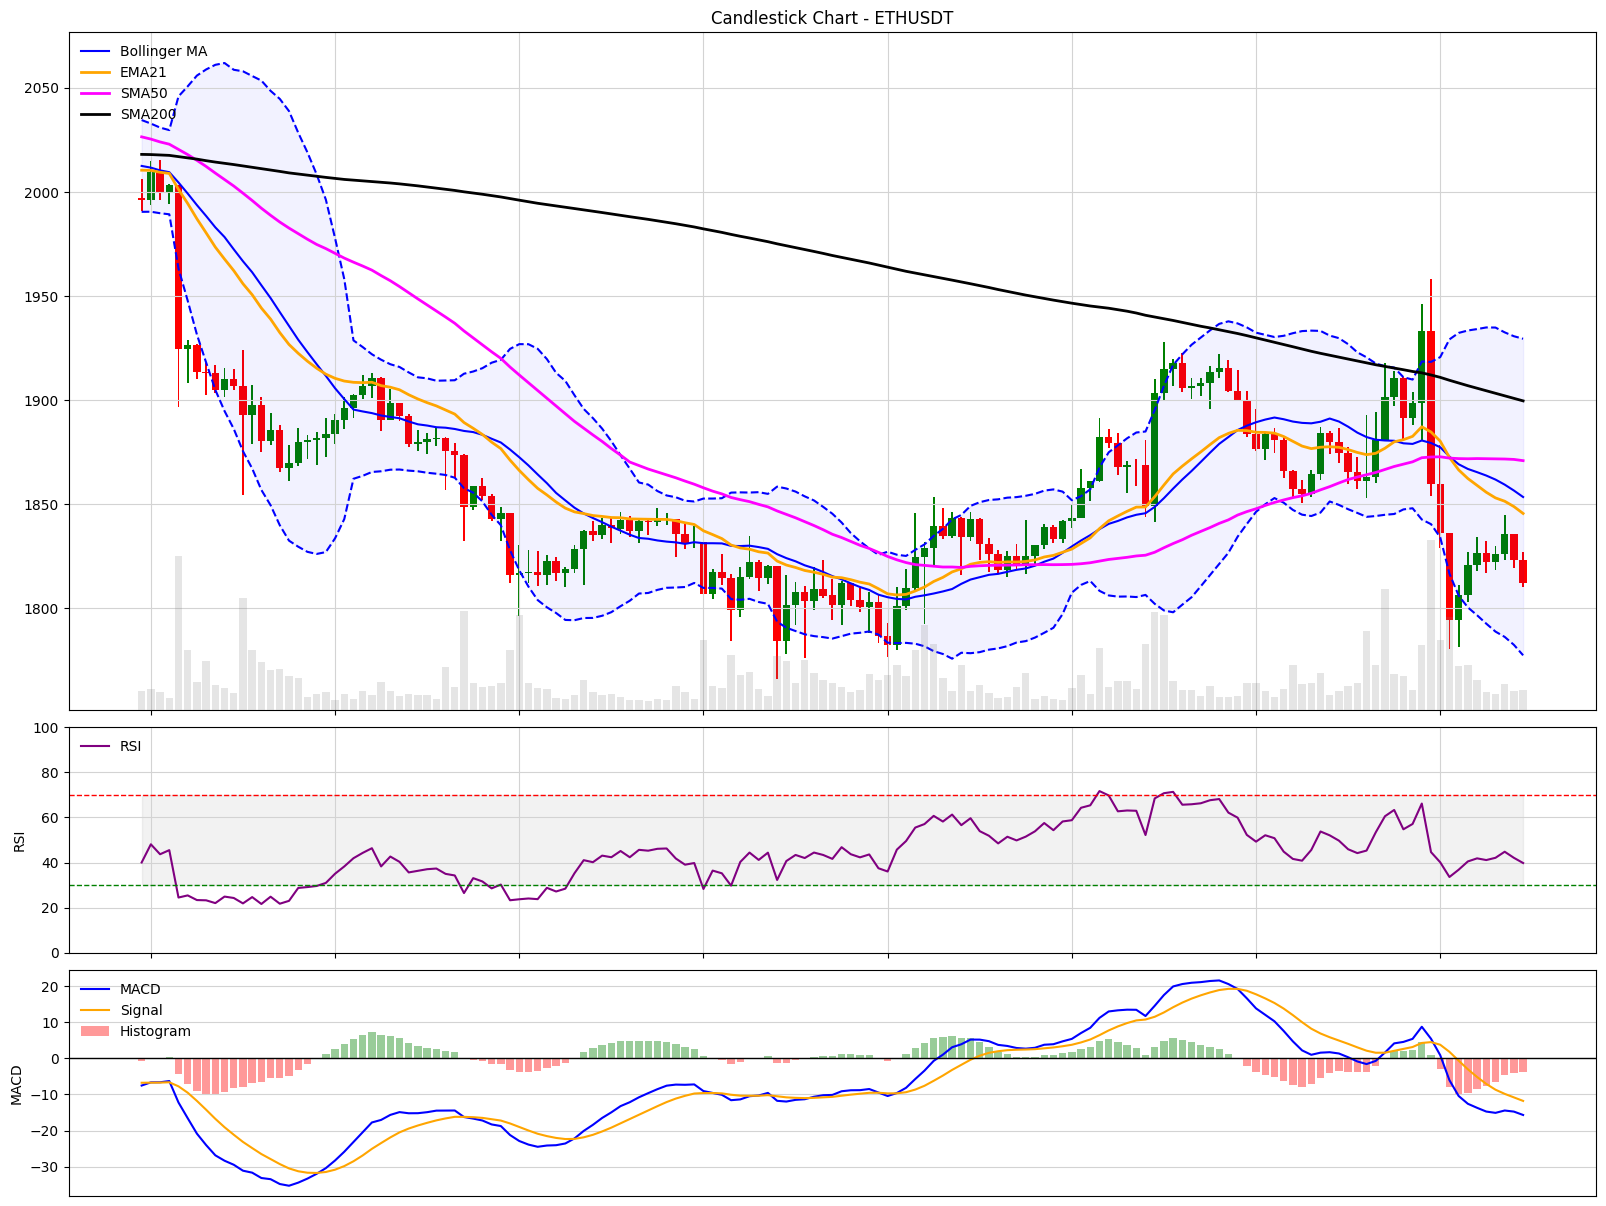 Candlestick Chart - ETHUSDT
Bollinger MA
EMA21
SMA50
SMA200
2050
2000
1950
1900
1850
1800
RSI
100
80
60
40
20
0
RSI
MACD
Signal
Histogram
20
10
0
−10
−20
−30
MACD